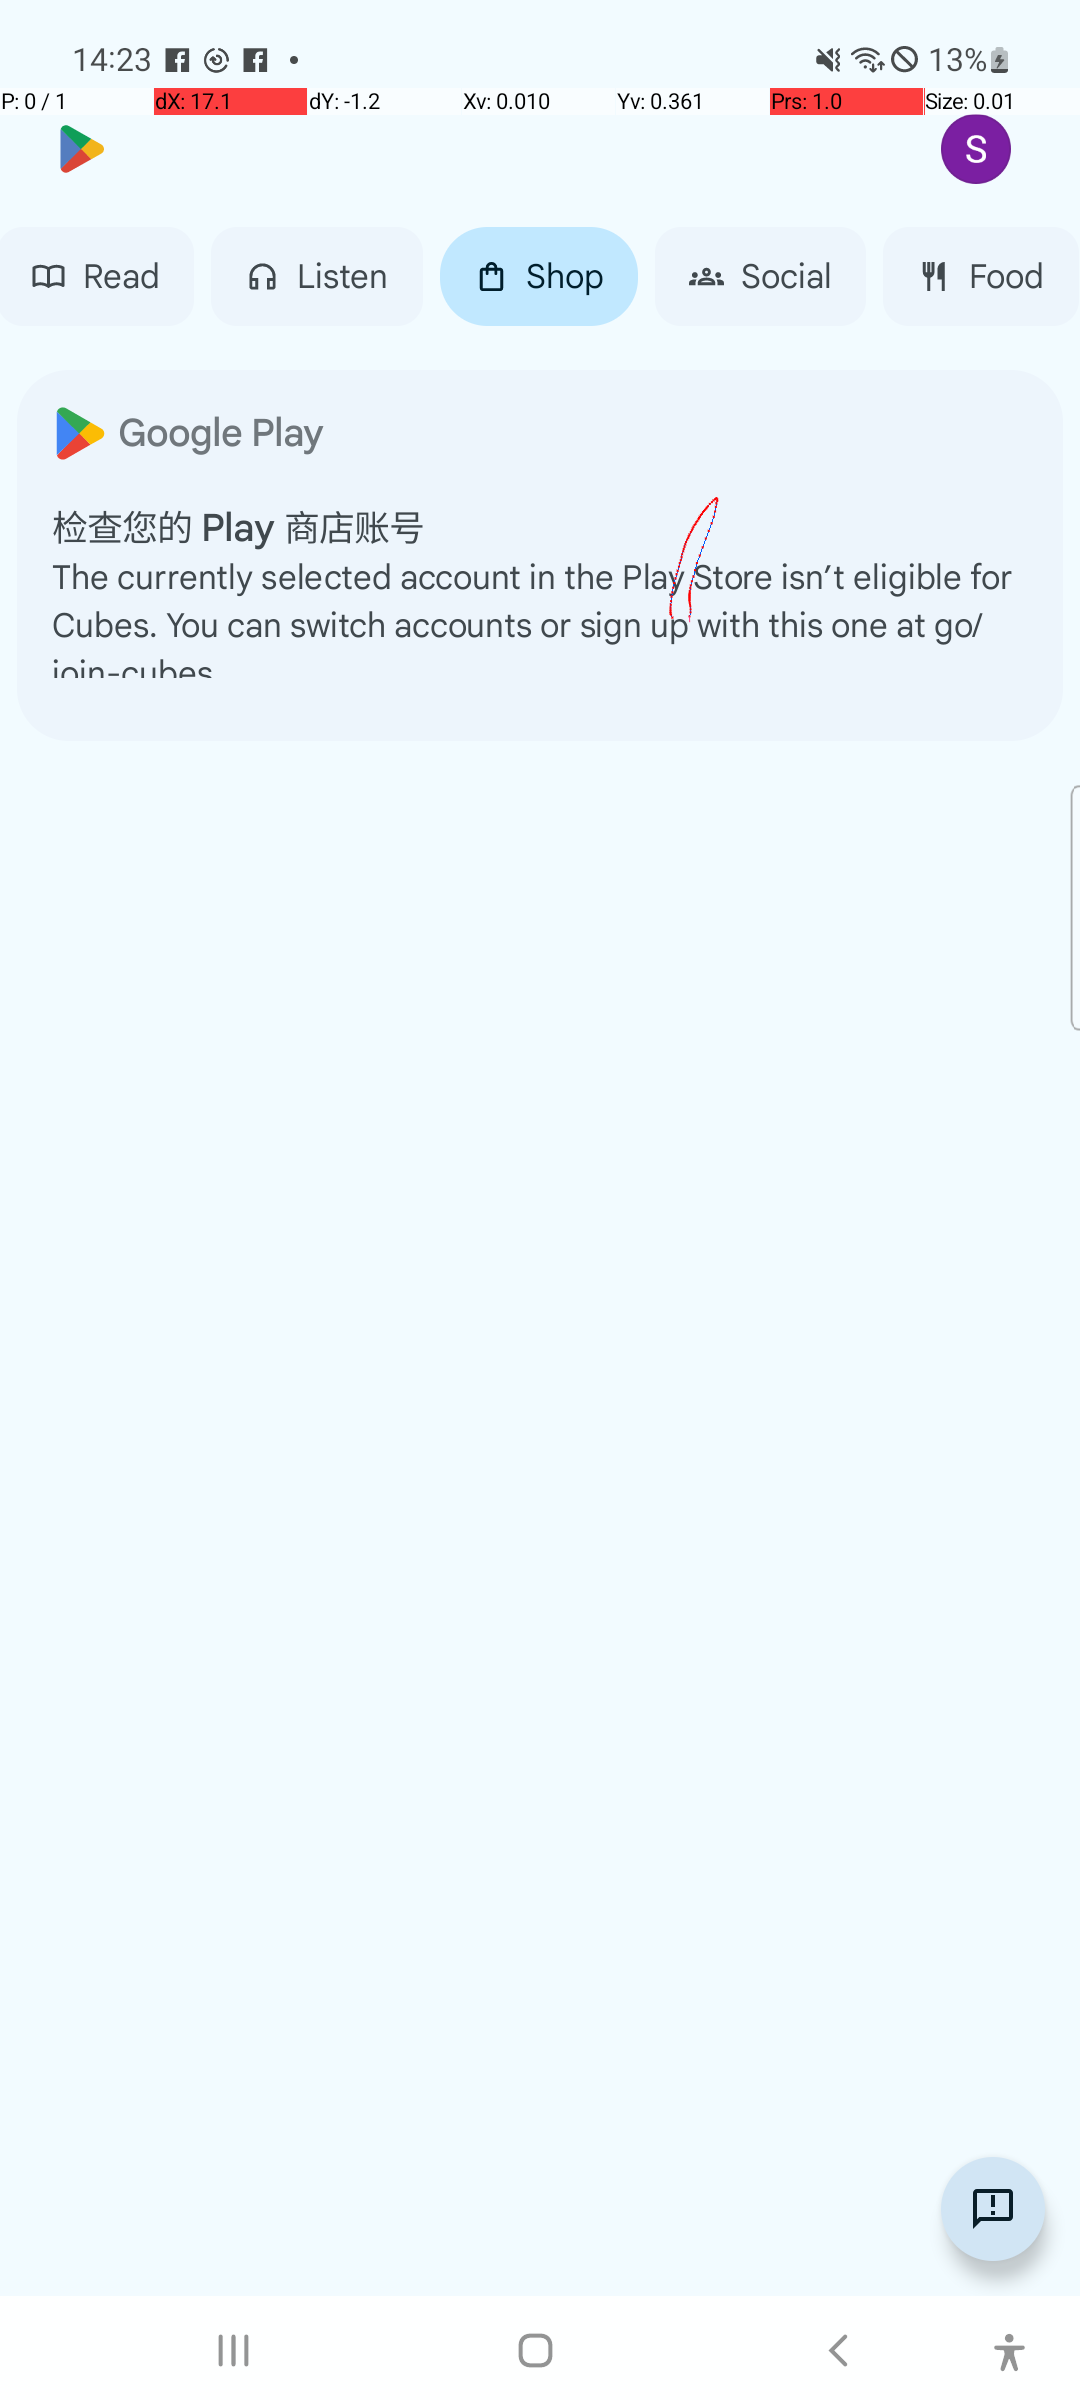 14:23
13%
P: 0 / 1 dX: 17.1 dY: -1.2 Xv: 0.010 Yv: 0.361 Prs: 1.0 Size: 0.01
S
Read Listen Shop Social Food
Google Play
检查您的 Play 商店账号
The currently selected account in the Play Store isn’t eligible for
Cubes. You can switch accounts or sign up with this one at go/
join-cubes